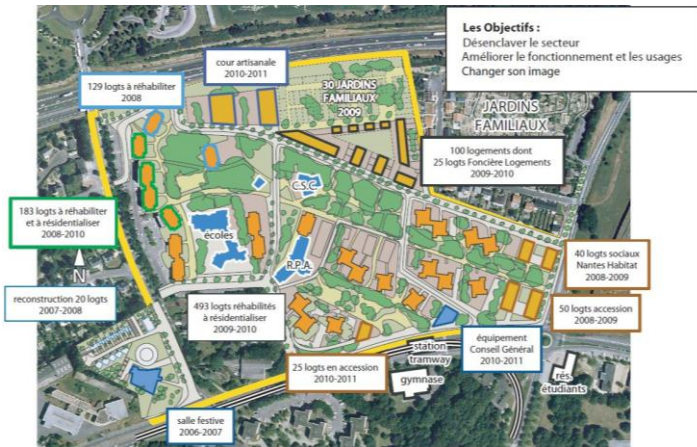 Les Objectifs :
Désenclaver le secteur
Améliorer le fonctionnement et les usages
Changer son image
cour artisanale
2010-2011
129 logts à réhabiliter
2008
30 JARDINS
FAMILIAUX
2009
JARDINS
FAMILIAUX
100 logements dont
25 logts Foncière Logements
2009-2010
C.S.C.
183 logts à réhabiliter
et à résidentialiser
2008-2010
écoles
R.P.A.
N
40 logts sociaux
Nantes Habitat
2008-2009
reconstruction 20 logts
2007-2008
493 logts réhabilités
à résidentialiser
2009-2010
50 logts accession
2008-2009
station
tramway
équipement
Conseil Général
2010-2011
25 logts en accession
2010-2011
gymnase
rés.
étudiants
salle festive
2006-2007